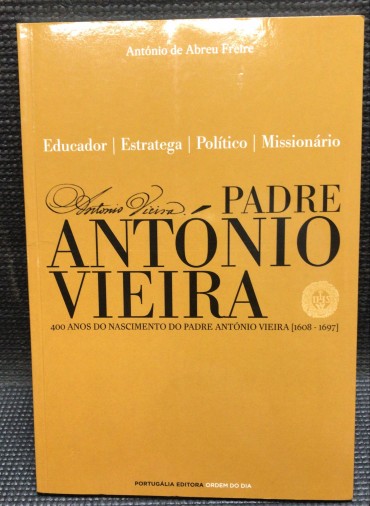 António de Abreu Freire
Educador | Estratega | Político | Missionário
Antonio Vieira.
PADRE
ANTÓNIO
VIEIRA
400 ANOS DO NASCIMENTO DO PADRE ANTÓNIO VIEIRA [1608 - 1697]
PORTUGÁLIA EDITORA ORDEM DO DIA